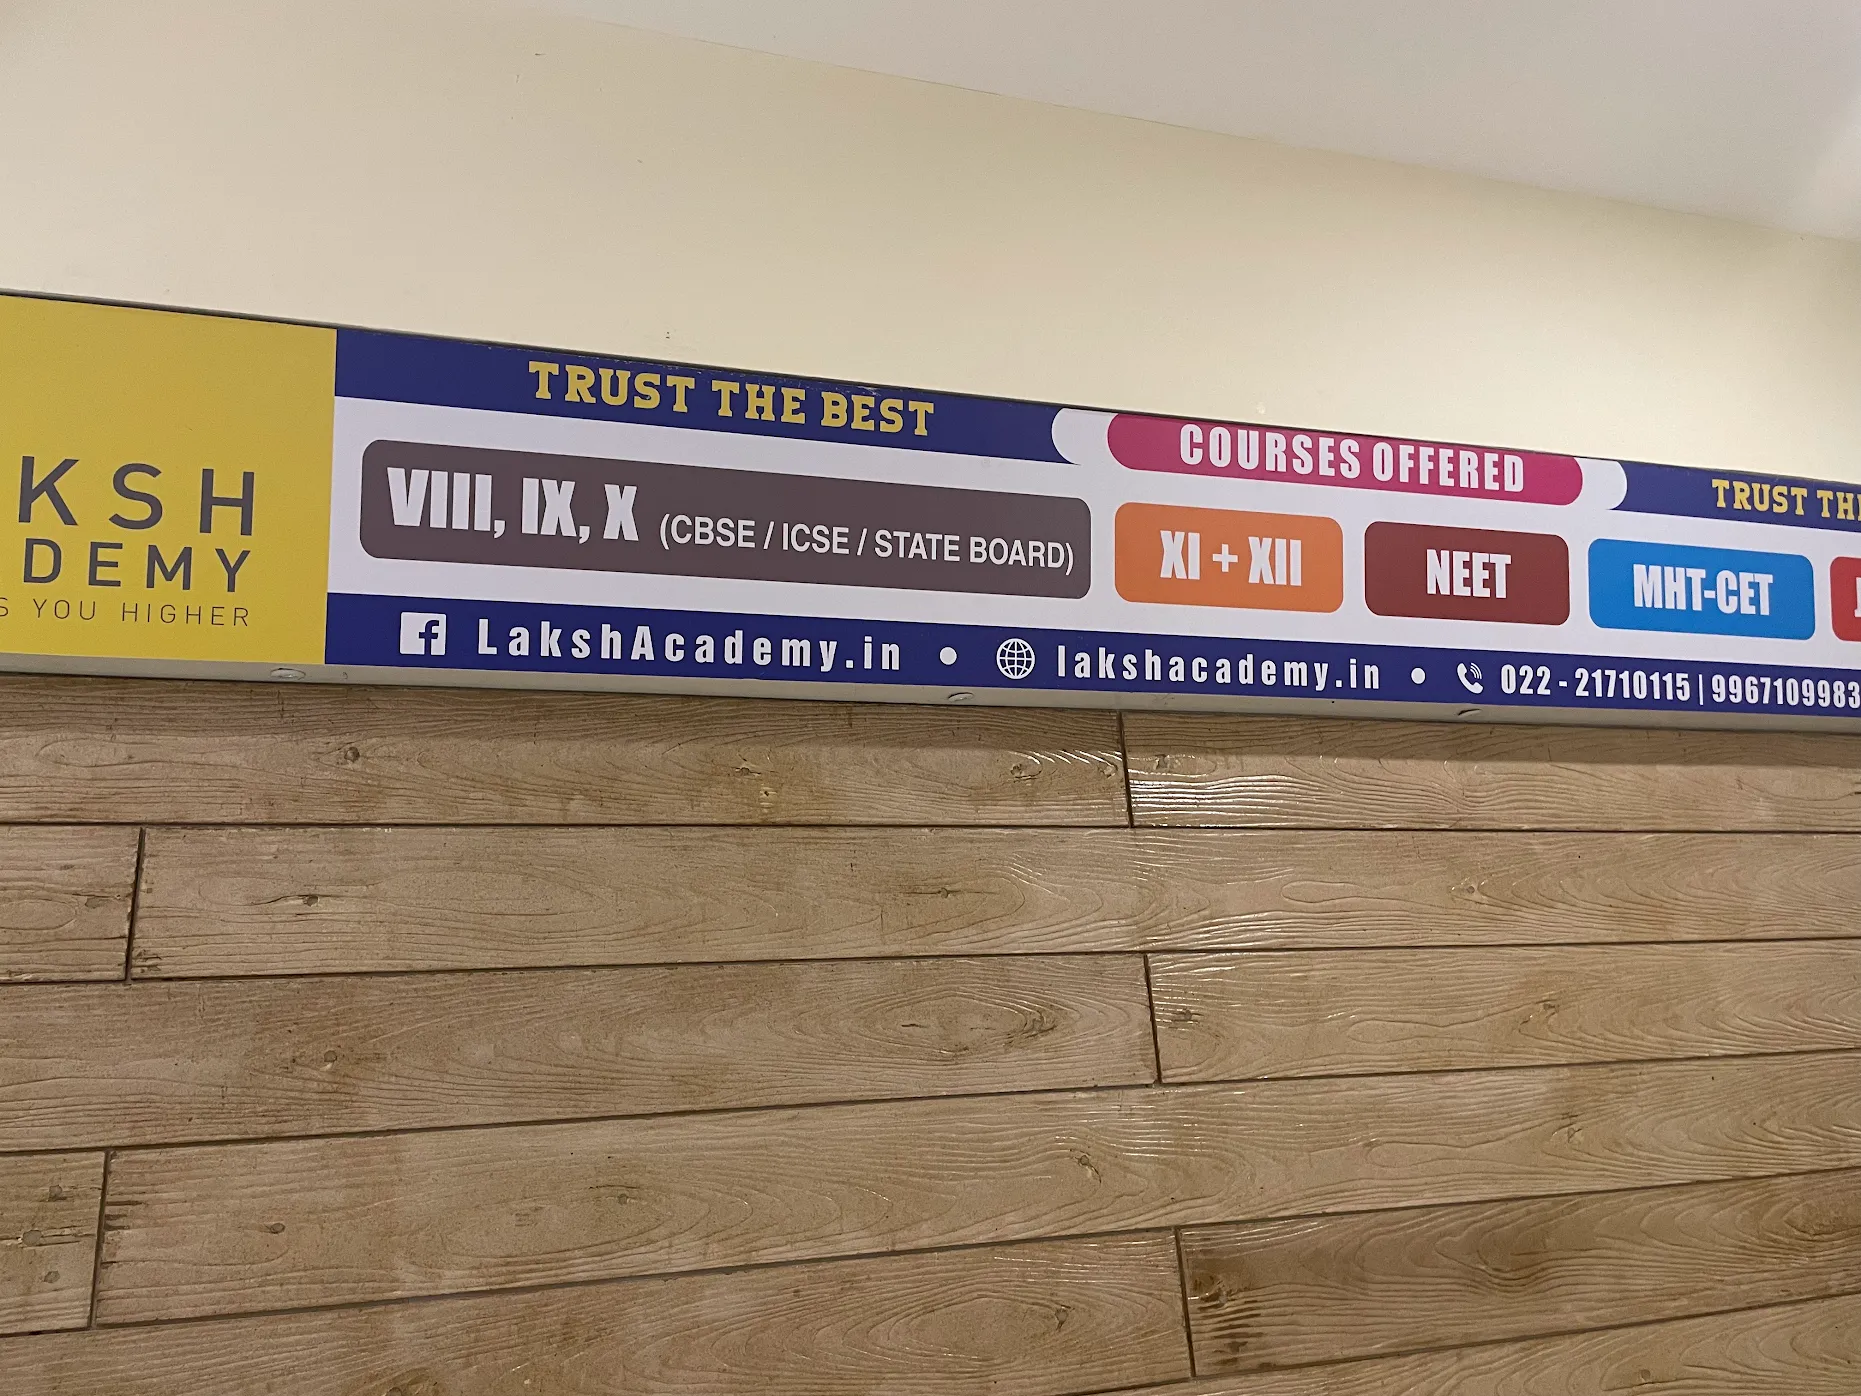 KSH
DEMY
S YOU HIGHER
TRUST THE BEST
COURSES OFFERED
TRUST TH
VIII, IX, X (CBSE / ICSE / STATE BOARD)
XI + XII
NEET
MHT-CET
LakshAcademy.in • lakshacademy.in • 022 - 21710115 | 9967109983